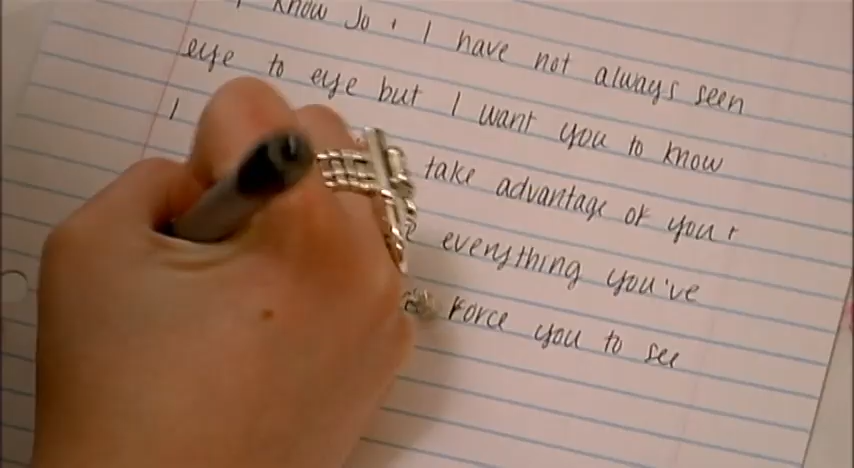 I know Jo + I have not always seen
eye to eye but I want you to know
I take advantage of you +
everything you've
force you to see